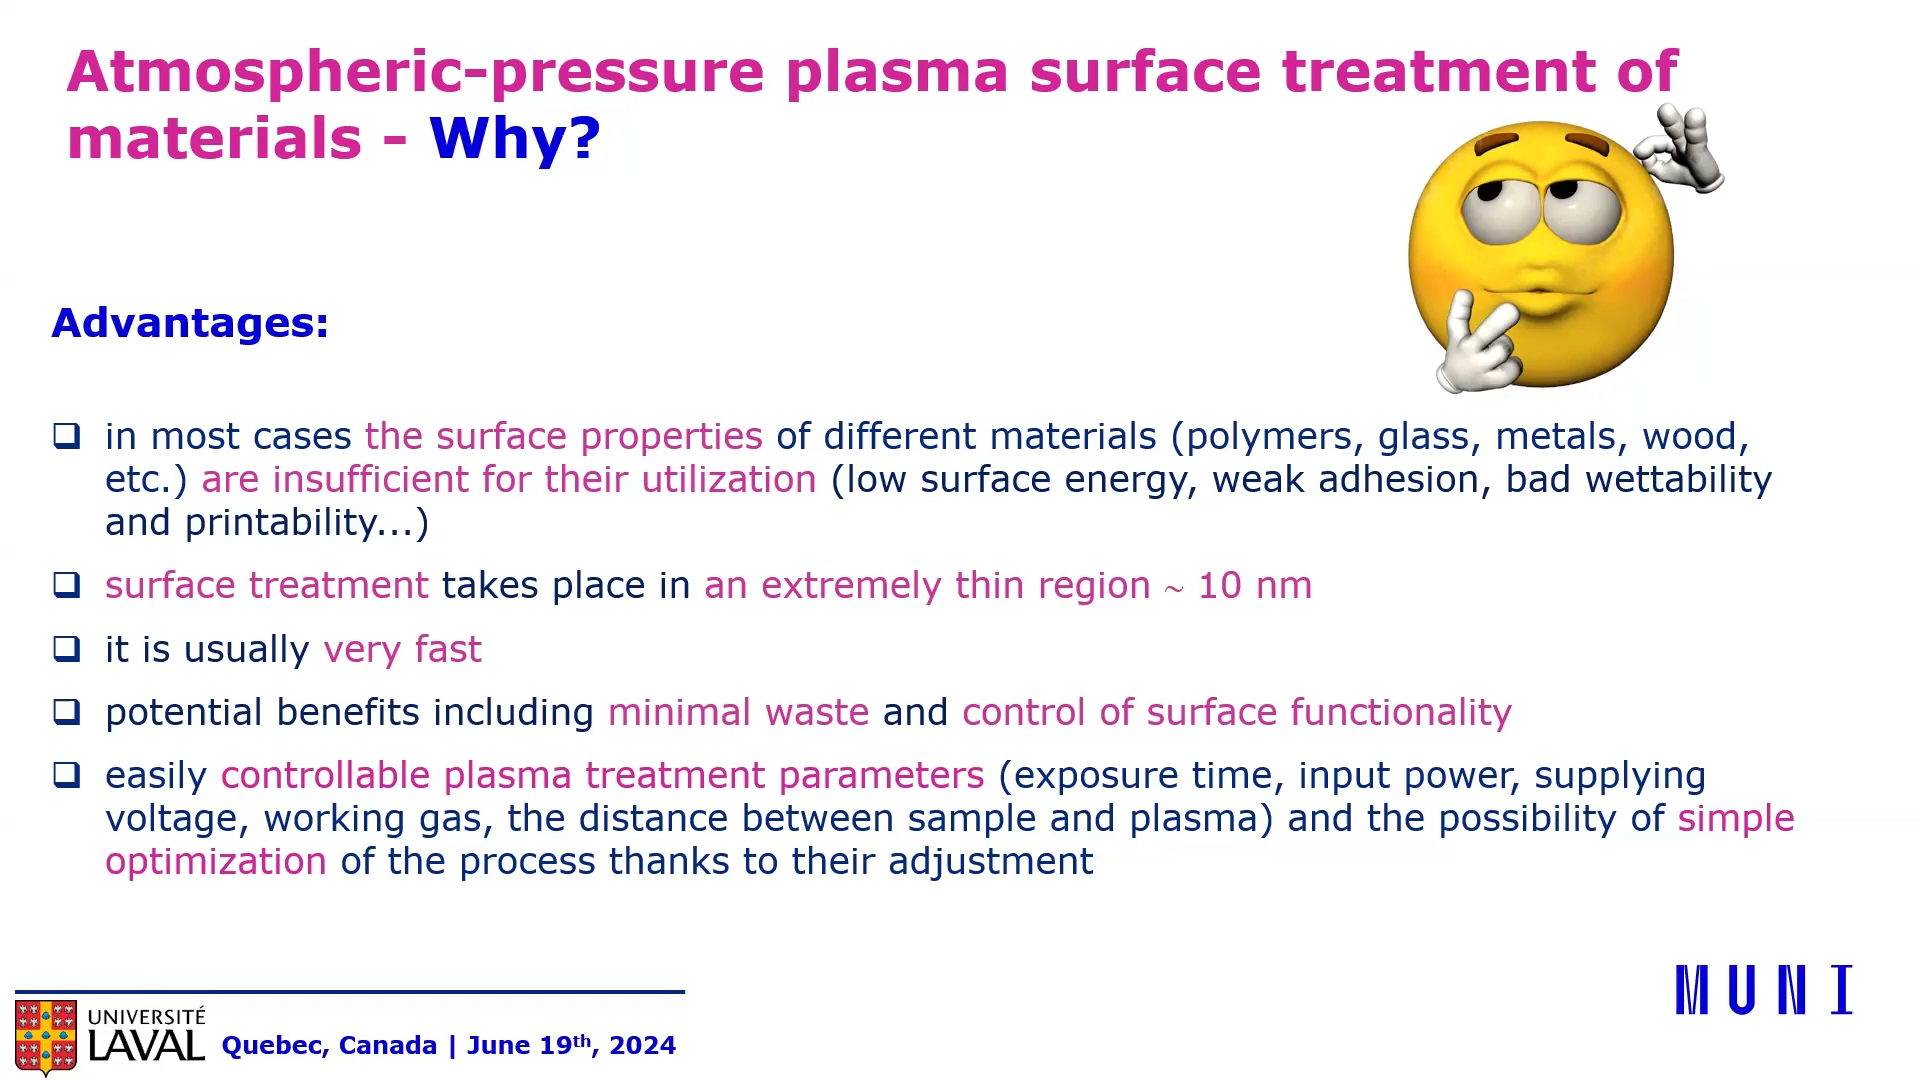 Atmospheric-pressure plasma surface treatment of
materials - Why?
Advantages:
in most cases the surface properties of different materials (polymers, glass, metals, wood,
etc.) are insufficient for their utilization (low surface energy, weak adhesion, bad wettability
and printability...)
surface treatment takes place in an extremely thin region ~ 10 nm
it is usually very fast
potential benefits including minimal waste and control of surface functionality
easily controllable plasma treatment parameters (exposure time, input power, supplying
voltage, working gas, the distance between sample and plasma) and the possibility of simple
optimization of the process thanks to their adjustment
MUNI
UNIVERSITÉ
LAVAL
Quebec, Canada | June 19th, 2024